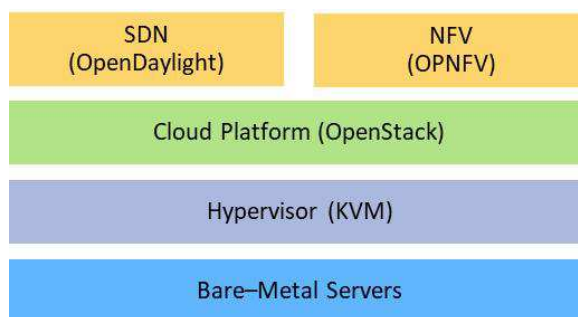 SDN
(OpenDaylight)
NFV
(OPNFV)
Cloud Platform (OpenStack)
Hypervisor (KVM)
Bare–Metal Servers